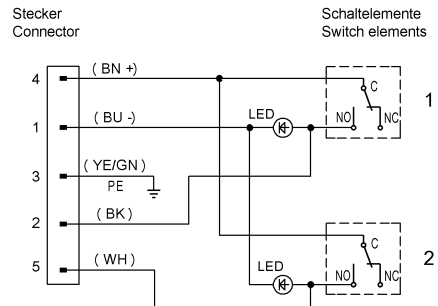 Stecker
Connector
Schaltelemente
Switch elements
4
( BN +)
C
1
LED
NO
NC
1
( BU -)
3
( YE/GN )
PE
2
( BK )
5
( WH )
C
2
LED
NO
NC